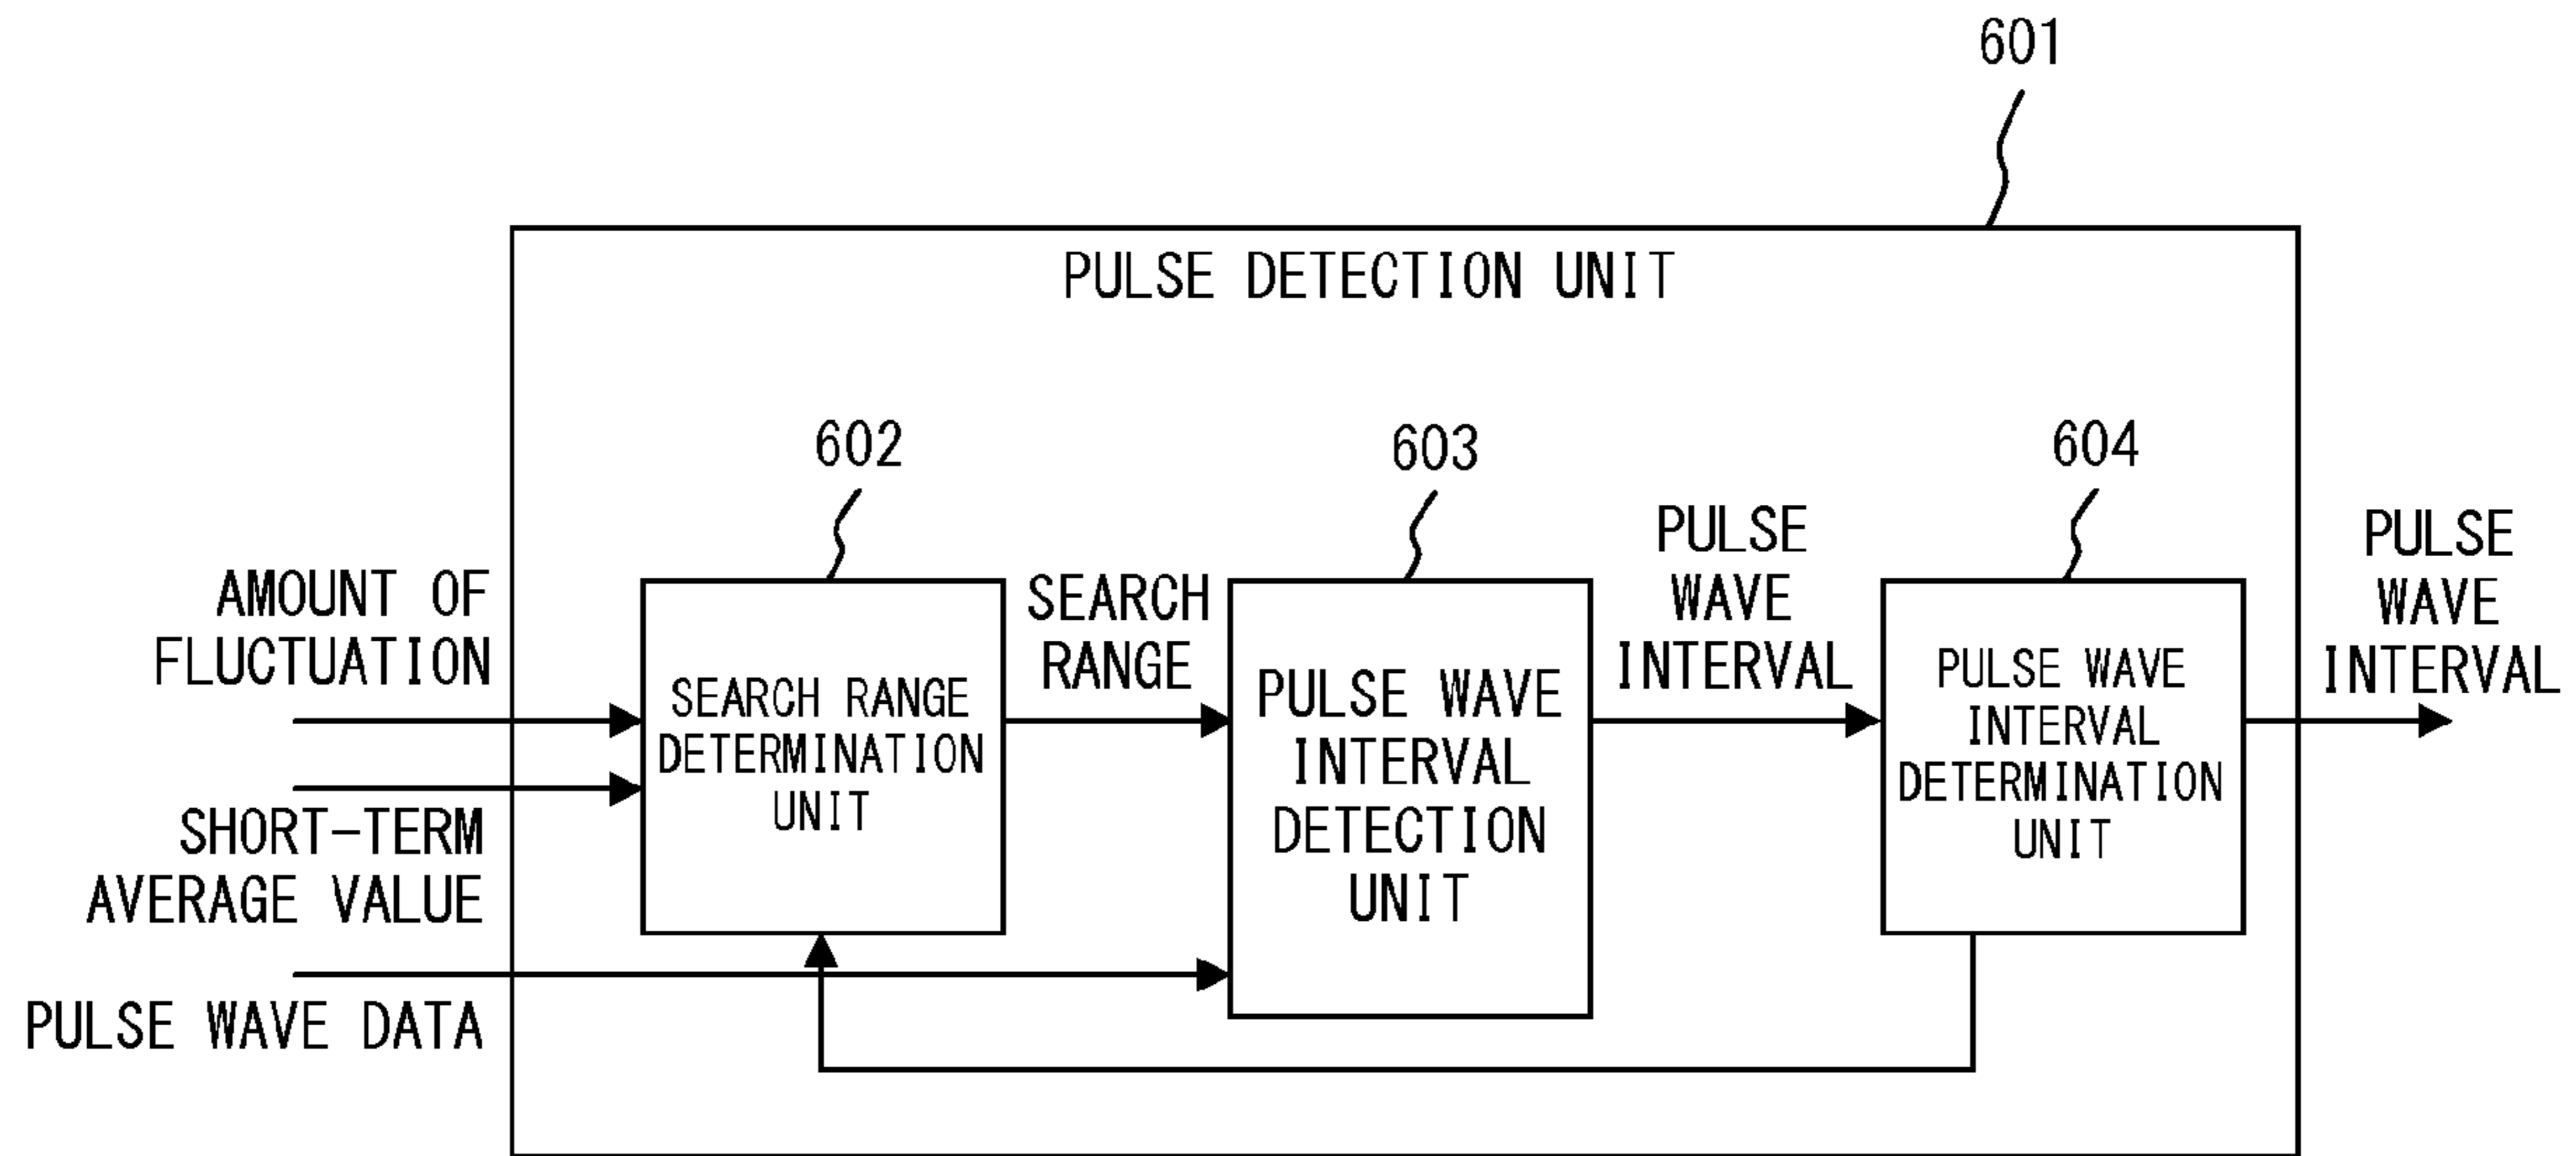 601
PULSE DETECTION UNIT
602
603
604
AMOUNT OF
FLUCTUATION
SHORT-TERM
AVERAGE VALUE
PULSE WAVE DATA
SEARCH RANGE
DETERMINATION
UNIT
SEARCH
RANGE
PULSE WAVE
INTERVAL
DETECTION
UNIT
PULSE
WAVE
INTERVAL
PULSE WAVE
INTERVAL
DETERMINATION
UNIT
PULSE
WAVE
INTERVAL